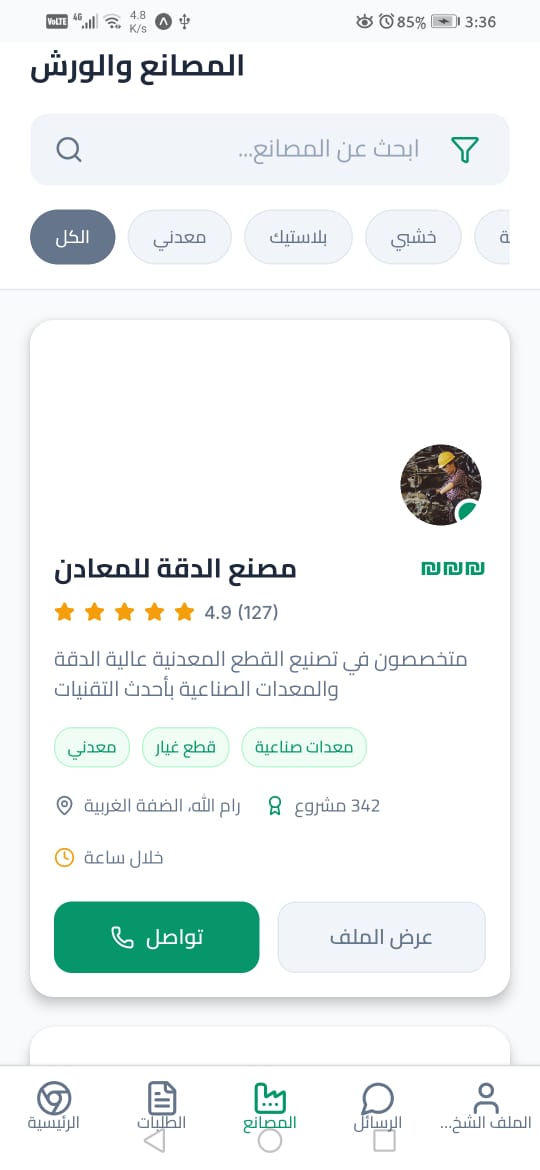 VoLTE 4G 4.8 K/s 85% 3:36
المصانع والورش
ابحث عن المصانع...
الكل معدني بلاستيك خشبي ة
مصنع الدقة للمعادن ₪₪₪
4.9 (127)
متخصصون في تصنيع القطع المعدنية عالية الدقة
والمعدات الصناعية بأحدث التقنيات
معدني قطع غيار معدات صناعية
رام الله، الضفة الغربية 342 مشروع
خلال ساعة
تواصل عرض الملف
الرئيسية الطلبات المصانع الرسائل الملف الشخ...